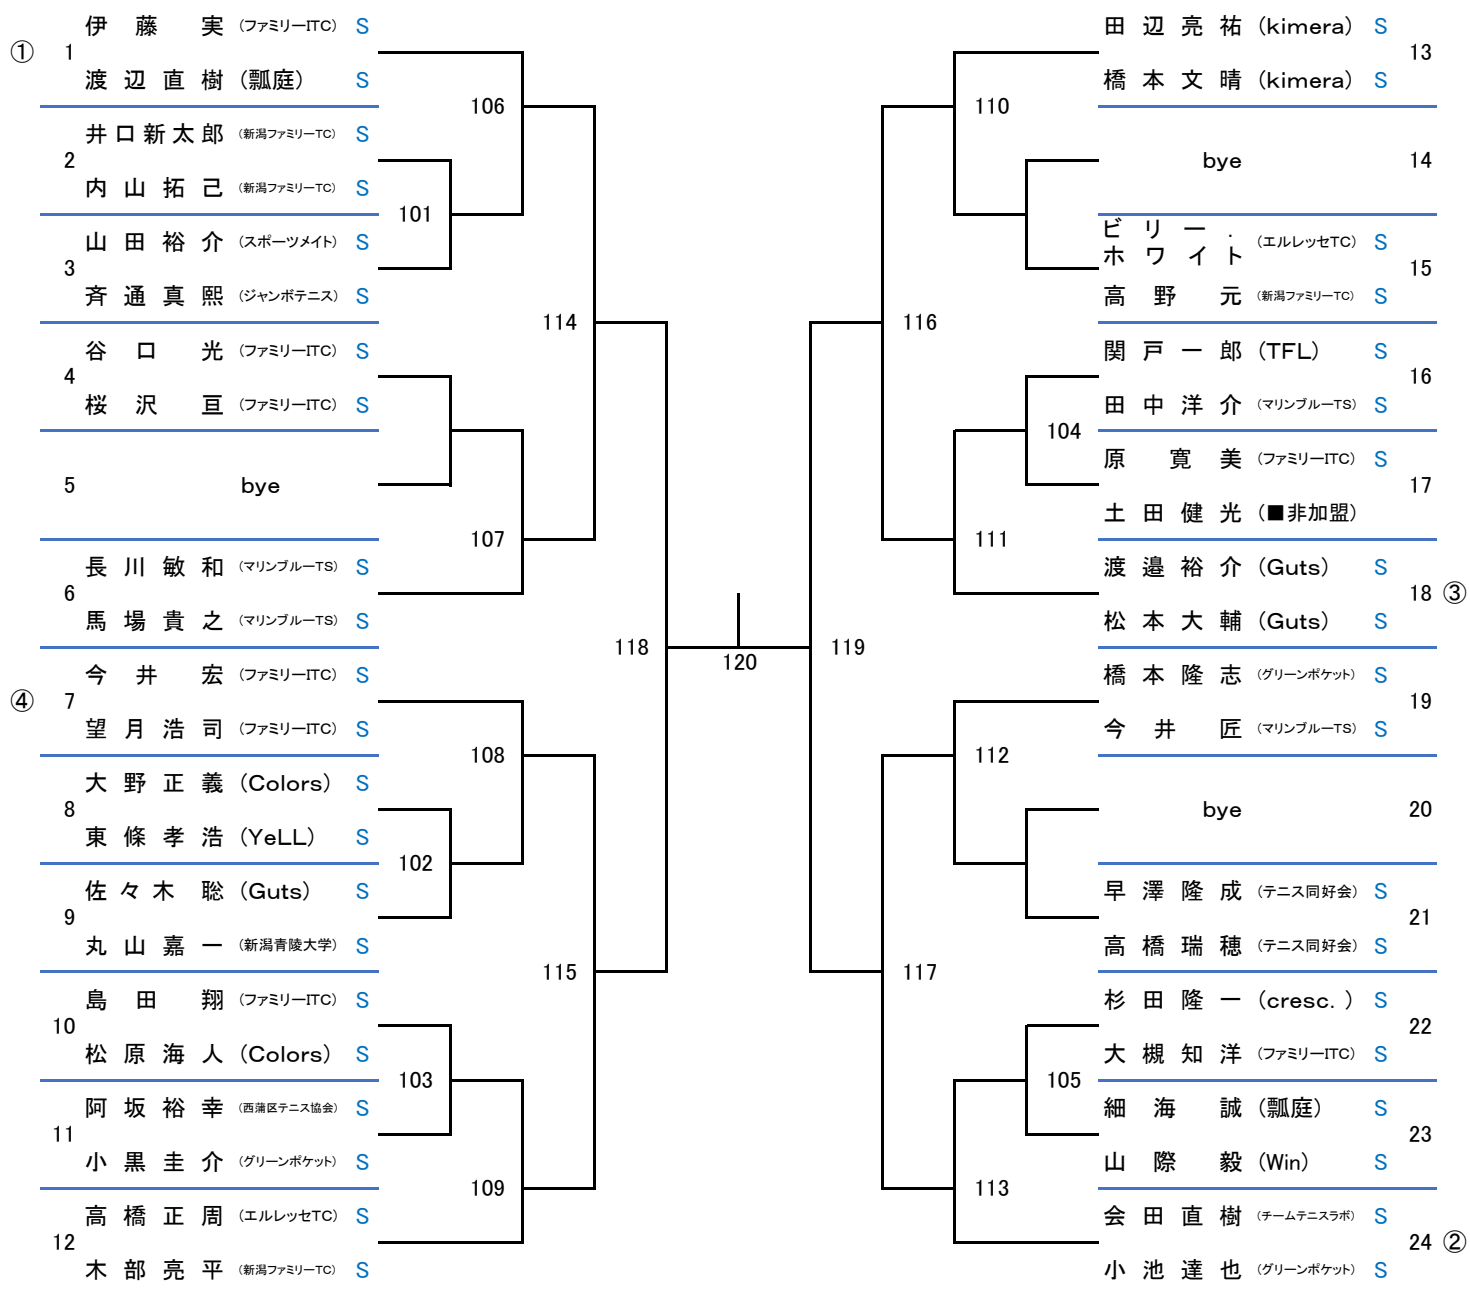 ① 1 伊藤実 (ファミリーITC) S
渡辺直樹 (瓢庭) S
2 井口新太郎 (新潟ファミリーTC) S
内山拓己 (新潟ファミリーTC) S
3 山田裕介 (スポーツメイト) S
斉通真熙 (ジャンボテニス) S
4 谷口光 (ファミリーITC) S
桜沢亘 (ファミリーITC) S
5 bye
6 長川敏和 (マリンブルーTS) S
馬場貴之 (マリンブルーTS) S
④ 7 今井宏 (ファミリーITC) S
望月浩司 (ファミリーITC) S
8 大野正義 (Colors) S
東條孝浩 (YeLL) S
9 佐々木聡 (Guts) S
丸山嘉一 (新潟青陵大学) S
10 島田翔 (ファミリーITC) S
松原海人 (Colors) S
11 阿坂裕幸 (西蒲区テニス協会) S
小黒圭介 (グリーンポケット) S
12 高橋正周 (エルレッセTC) S
木部亮平 (新潟ファミリーTC) S
101
102
103
106
107
108
109
114
115
118
120
119
116
117
110
111
112
113
104
105
田辺亮祐 (kimera) S 13
橋本文晴 (kimera) S
bye 14
ビリー.
ホワイト (エルレッセTC) S 15
高野元 (新潟ファミリーTC) S
関戸一郎 (TFL) S 16
田中洋介 (マリンブルーTS) S
原寛美 (ファミリーITC) S 17
土田健光 (■非加盟)
渡邉裕介 (Guts) S 18 ③
松本大輔 (Guts) S
橋本隆志 (グリーンポケット) S 19
今井匠 (マリンブルーTS) S
bye 20
早澤隆成 (テニス同好会) S 21
高橋瑞穂 (テニス同好会) S
杉田隆一 (cresc.) S 22
大槻知洋 (ファミリーITC) S
細海誠 (瓢庭) S 23
山際毅 (Win) S
会田直樹 (チームテニスラボ) S 24 ②
小池達也 (グリーンポケット) S